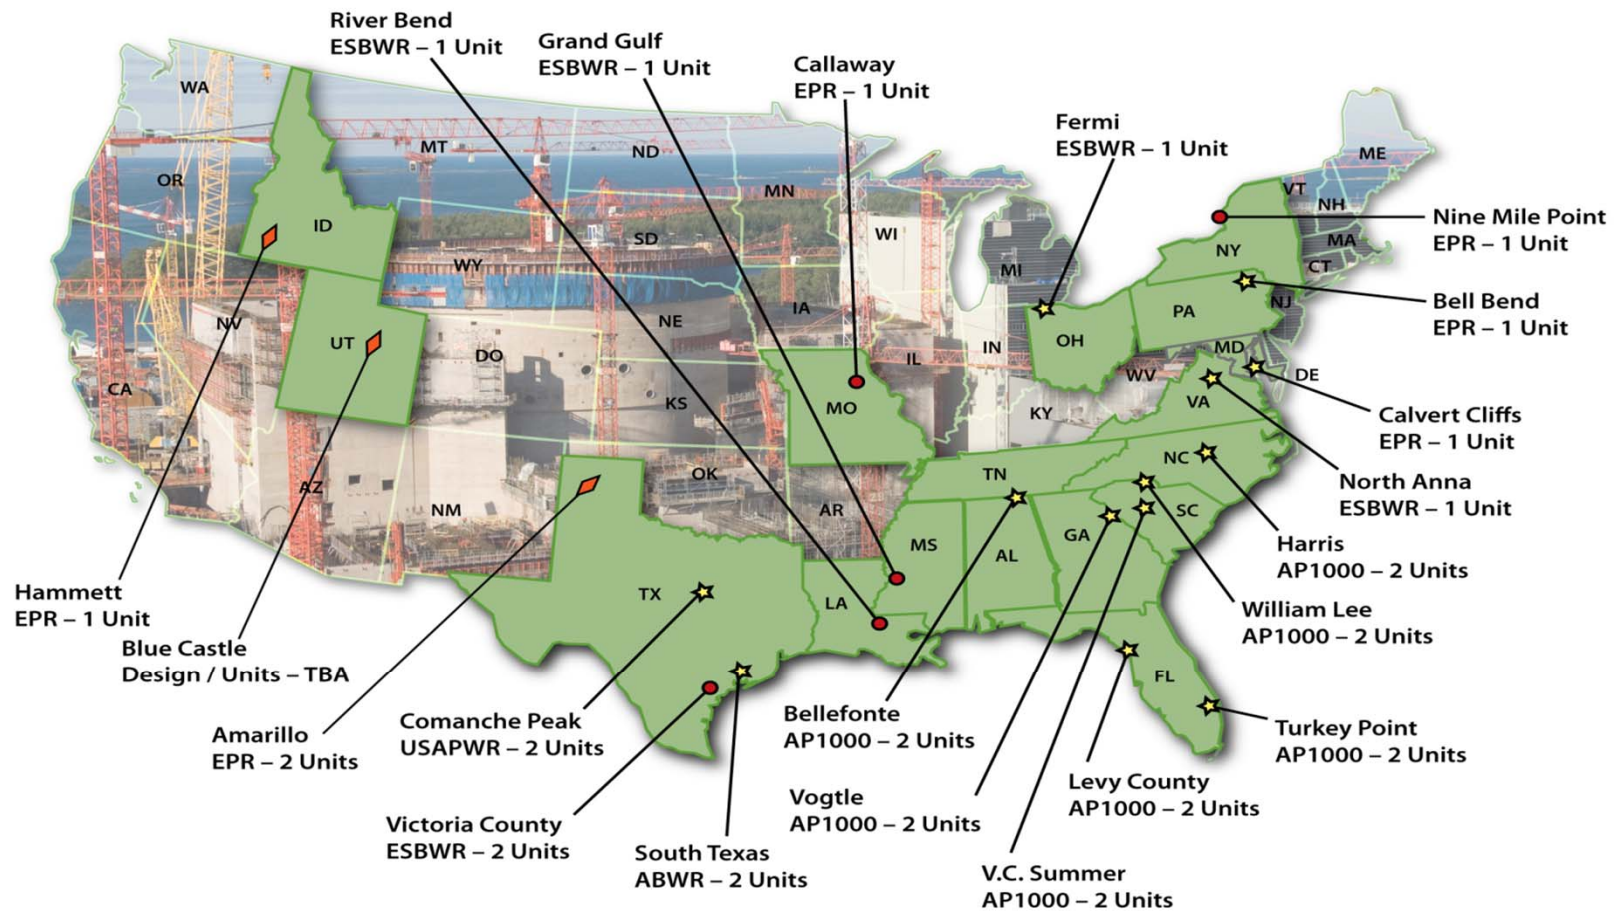 River Bend
ESBWR – 1 Unit
Grand Gulf
ESBWR – 1 Unit
Callaway
EPR – 1 Unit
Fermi
ESBWR – 1 Unit
Nine Mile Point
EPR – 1 Unit
Bell Bend
EPR – 1 Unit
Calvert Cliffs
EPR – 1 Unit
North Anna
ESBWR – 1 Unit
Harris
AP1000 – 2 Units
William Lee
AP1000 – 2 Units
Turkey Point
AP1000 – 2 Units
Levy County
AP1000 – 2 Units
V.C. Summer
AP1000 – 2 Units
Vogtle
AP1000 – 2 Units
Bellefonte
AP1000 – 2 Units
South Texas
ABWR – 2 Units
Victoria County
ESBWR – 2 Units
Comanche Peak
USAPWR – 2 Units
Amarillo
EPR – 2 Units
Blue Castle
Design / Units – TBA
Hammett
EPR – 1 Unit
WA
OR
CA
NV
ID
UT
AZ
MT
WY
DO
NM
ND
SD
NE
KS
OK
TX
MN
IA
MO
AR
LA
WI
IL
MI
IN
OH
KY
TN
MS
AL
GA
FL
SC
NC
VA
WV
MD
DE
PA
NJ
NY
CT
MA
VT
NH
ME